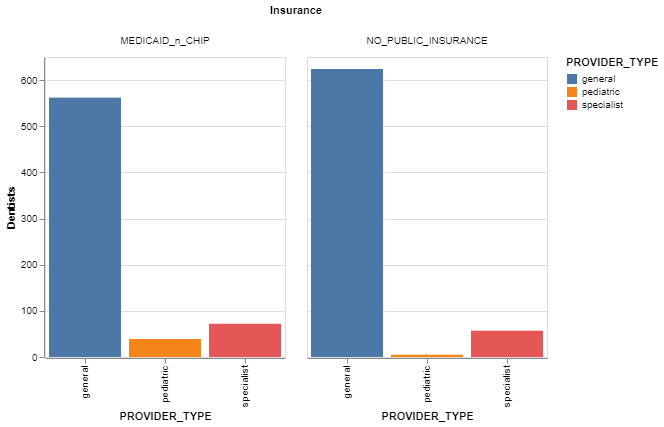 Insurance
MEDICAID_n_CHIP
NO_PUBLIC_INSURANCE
PROVIDER_TYPE
general
pediatric
specialist
Dentists
600
500
400
300
200
100
0
general
pediatric
specialist
general
pediatric
specialist
PROVIDER_TYPE
PROVIDER_TYPE